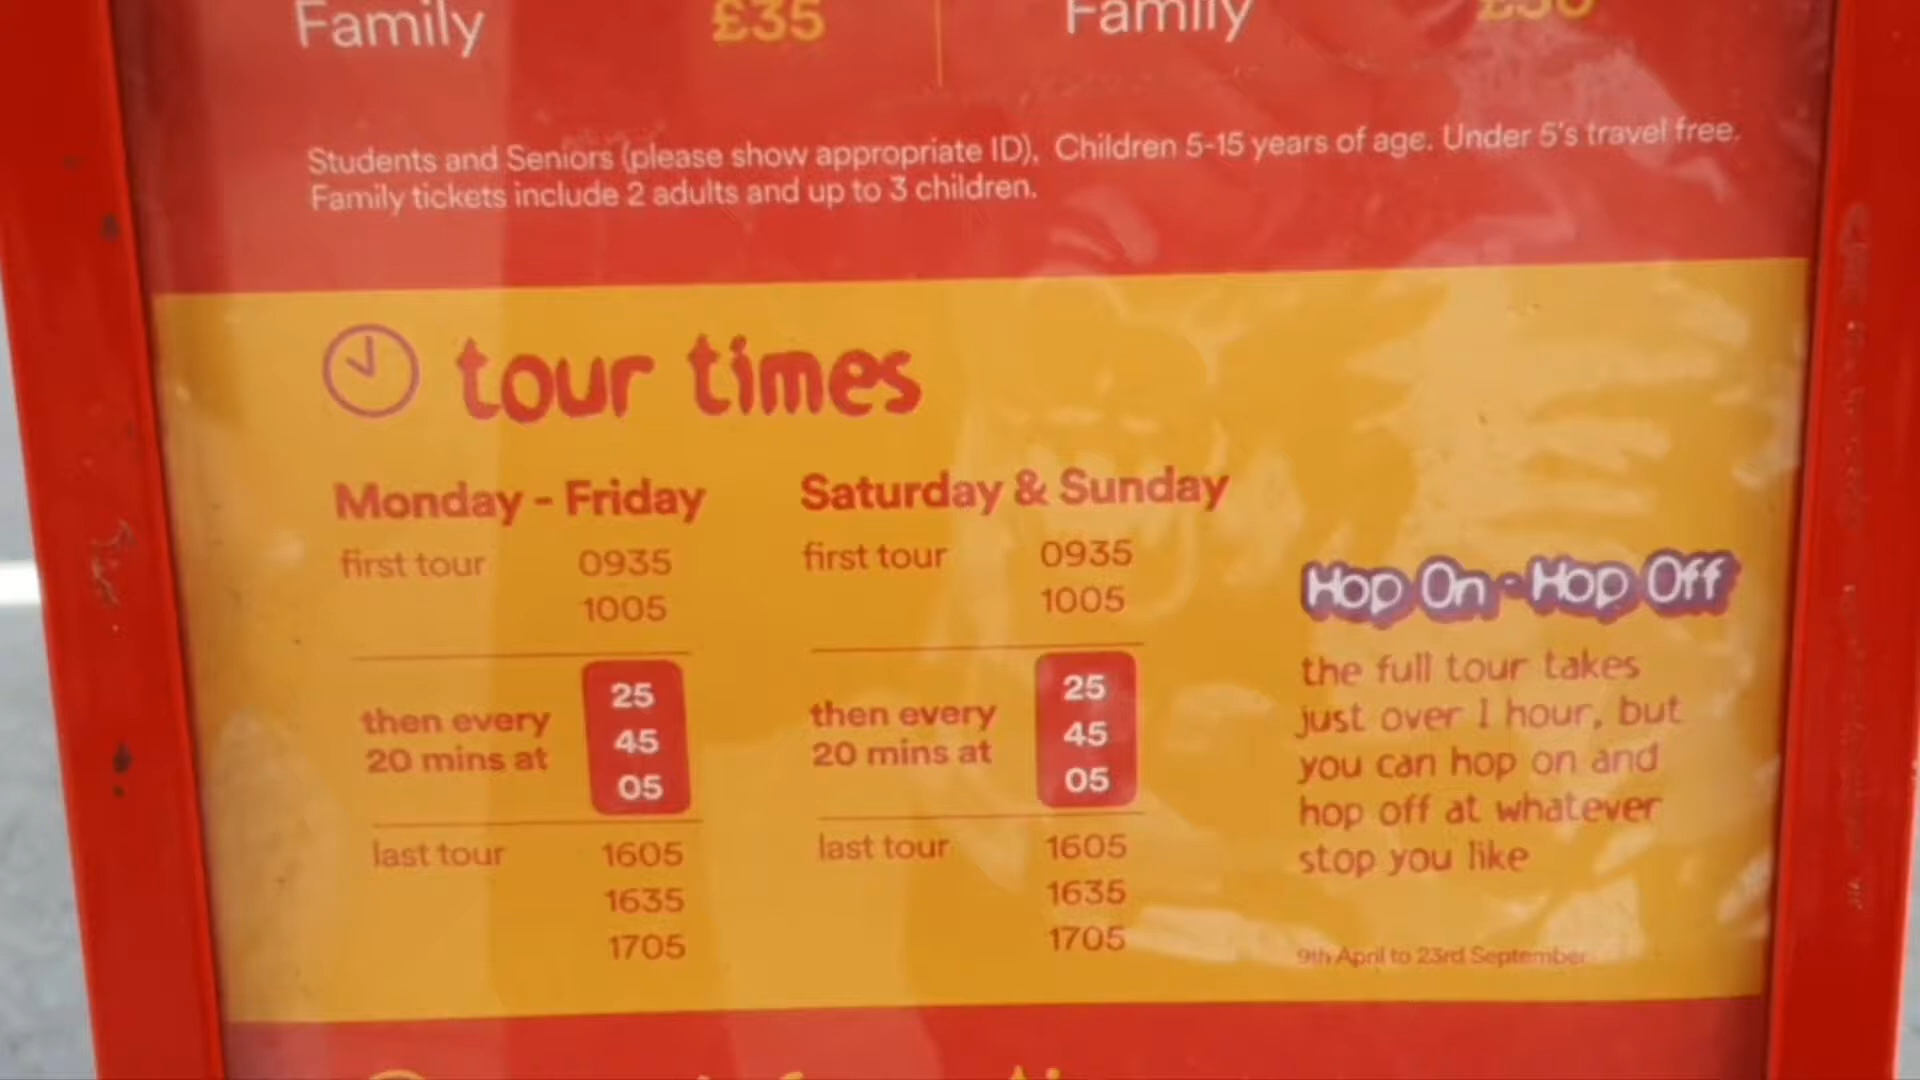 Family £35 Family
Students and Seniors (please show appropriate ID), Children 5-15 years of age. Under 5's travel free.
Family tickets include 2 adults and up to 3 children.
tour times
Monday - Friday
first tour 0935
1005
then every
20 mins at
25
45
05
last tour 1605
1635
1705
Saturday & Sunday
first tour 0935
1005
then every
20 mins at
25
45
05
last tour 1605
1635
1705
Hop On - Hop Off
the full tour takes
just over 1 hour, but
you can hop on and
hop off at whatever
stop you like
9th April to 23rd September